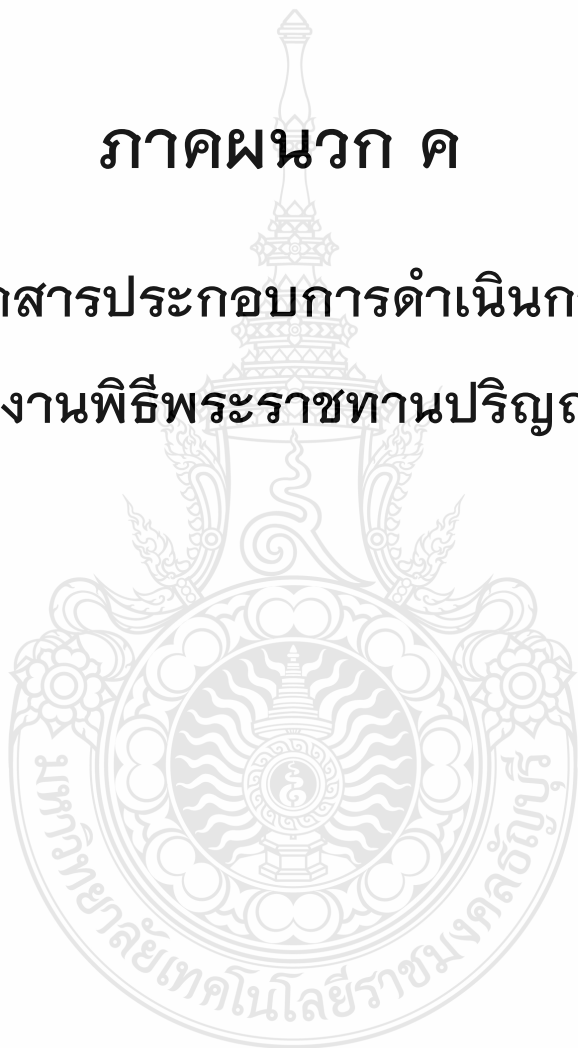 ภาคผนวก ค
กสารประกอบการดำเนินก
งานพิธีพระราชทานปริญญ
มหาวิทยาลัยเทคโนโลยีราชมงคลธัญบุรี